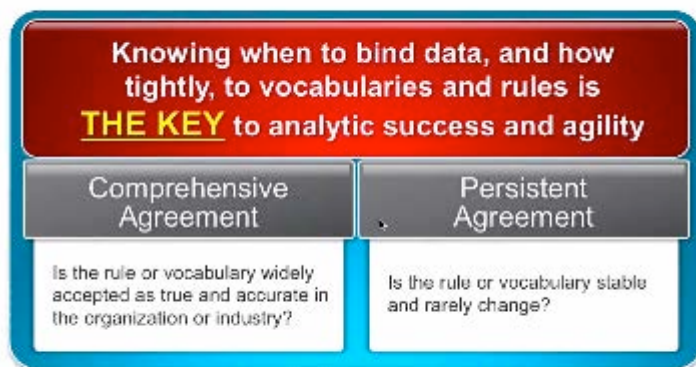 Knowing when to bind data, and how
tightly, to vocabularies and rules is
THE KEY to analytic success and agility
Comprehensive
Agreement
Is the rule or vocabulary widely
accepted as true and accurate in
the organization or industry?
Persistent
Agreement
Is the rule or vocabulary stable
and rarely change?